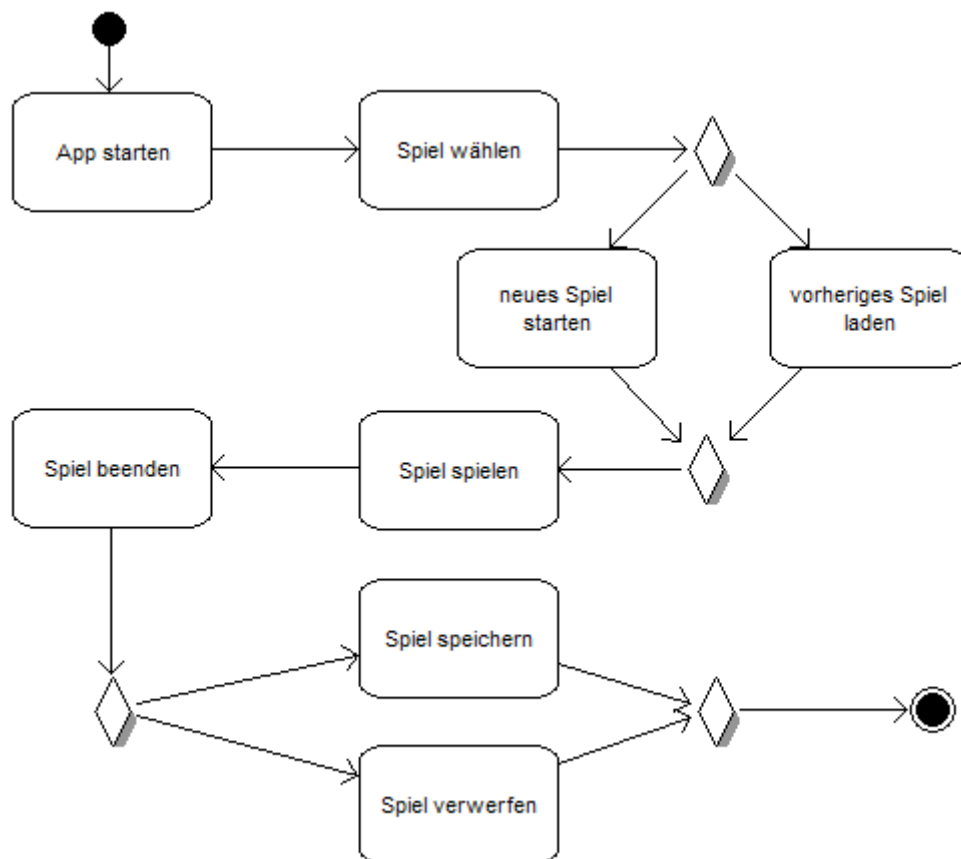 App starten
Spiel wählen
neues Spiel
starten
vorheriges Spiel
laden
Spiel beenden
Spiel spielen
Spiel speichern
Spiel verwerfen